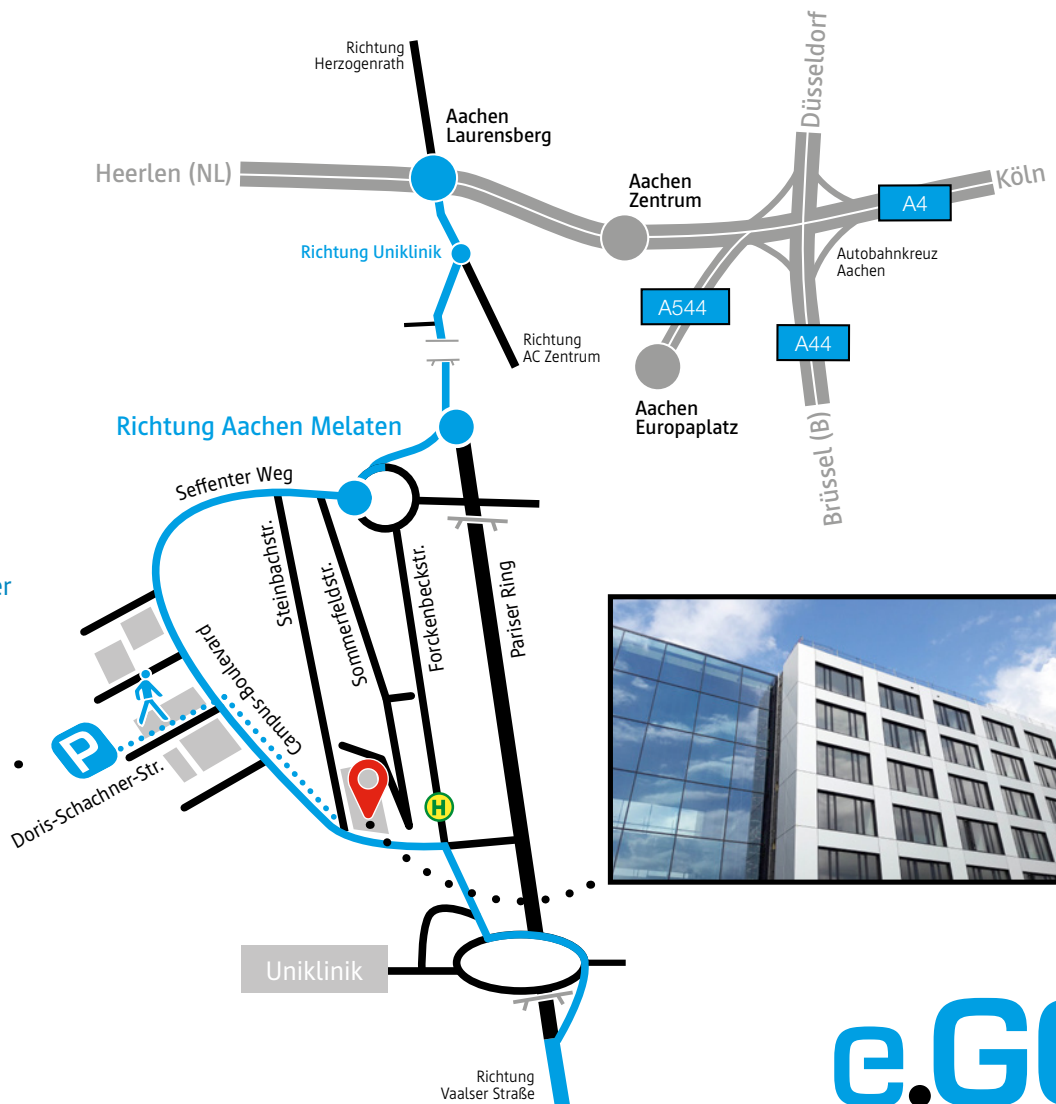 Richtung
Herzogenrath
Aachen
Laurensberg
Heerlen (NL)
Düsseldorf
Aachen
Zentrum
A4
Köln
Richtung Uniklinik
Autobahnkreuz
Aachen
A544
A44
Richtung
AC Zentrum
Aachen
Europaplatz
Brüssel (B)
Richtung Aachen Melaten
Seffenter Weg
Steinbachstr.
Sommerfeldstr.
Forckenbeckstr.
Pariser Ring
er
Campus-Boulevard
P
Doris-Schachner-Str.
H
Uniklinik
Richtung
Vaalser Straße
e.G